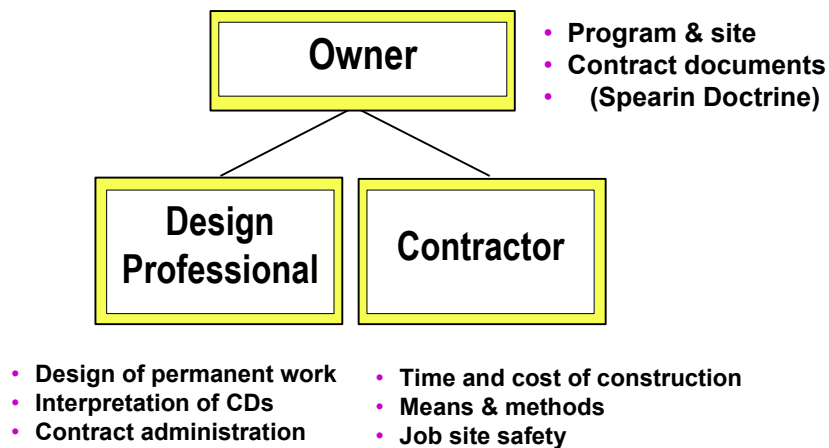 Owner
• Program & site
• Contract documents
• (Spearin Doctrine)
Design
Professional
Contractor
• Design of permanent work
• Interpretation of CDs
• Contract administration
• Time and cost of construction
• Means & methods
• Job site safety